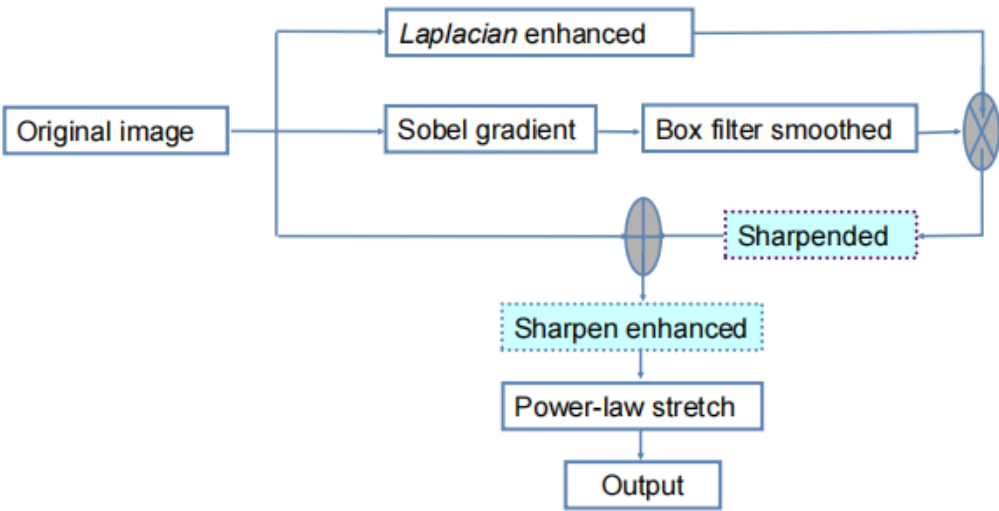 Laplacian enhanced
Original image
Sobel gradient
Box filter smoothed
Sharpended
Sharpen enhanced
Power-law stretch
Output